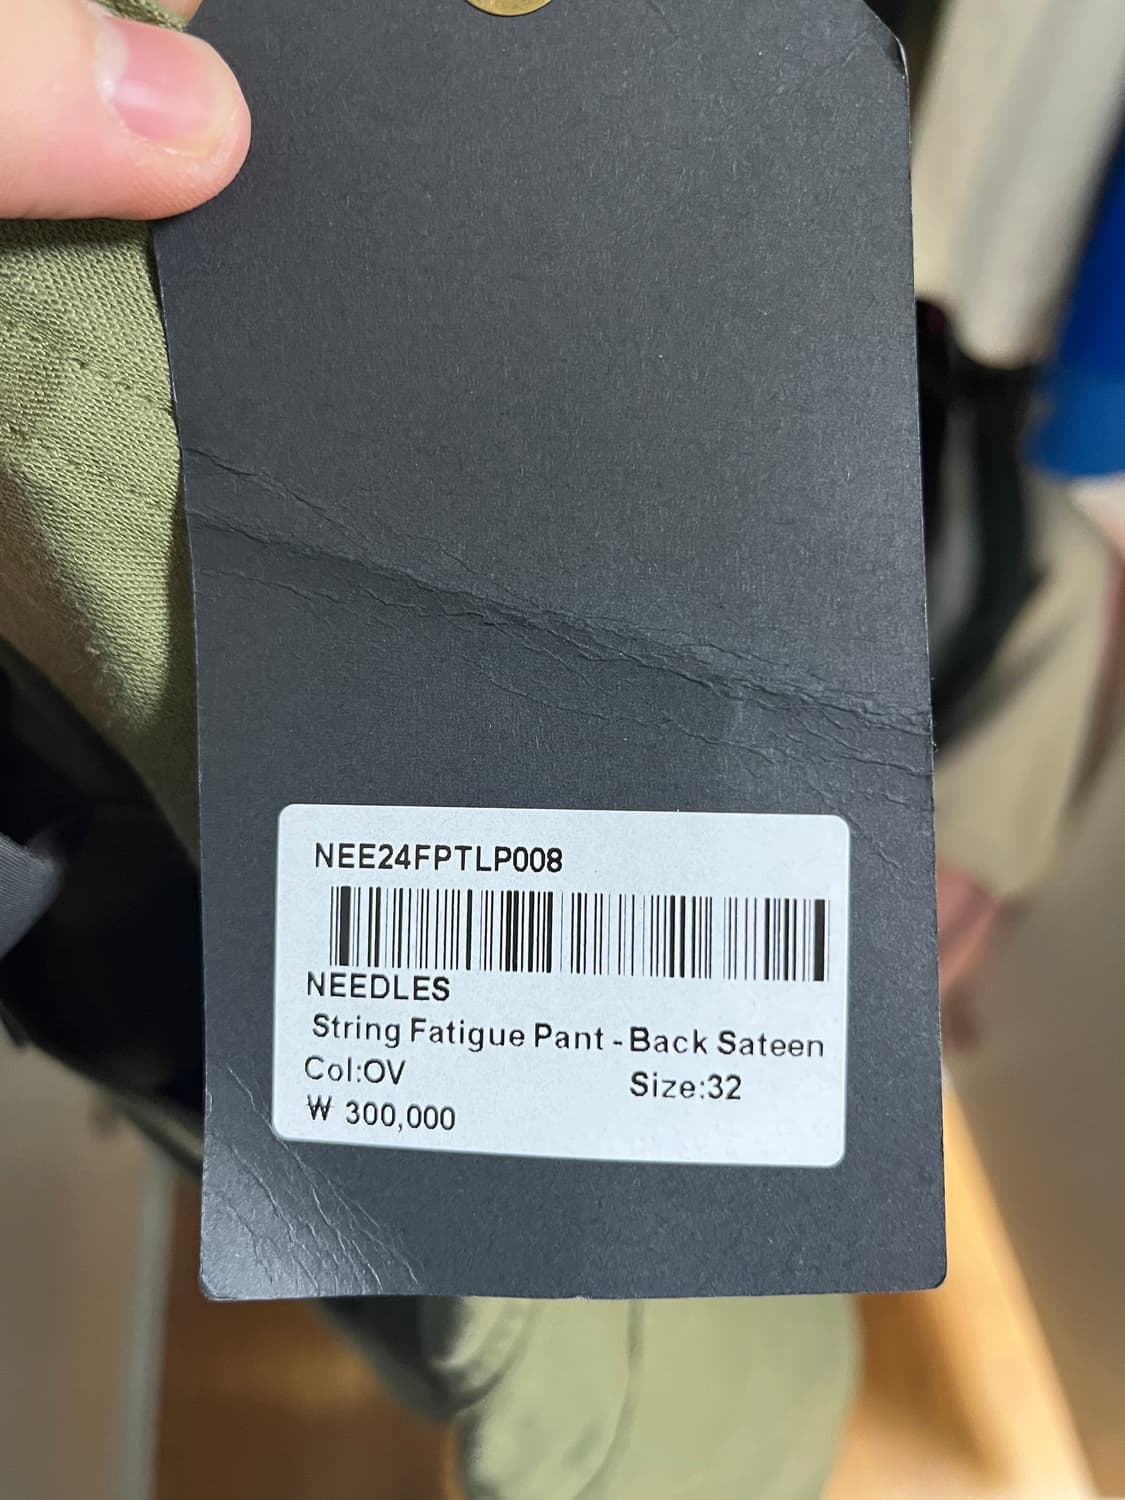 NEE24FPTLP008
NEEDLES
String Fatigue Pant - Back Sateen
Col:OV Size:32
₩ 300,000